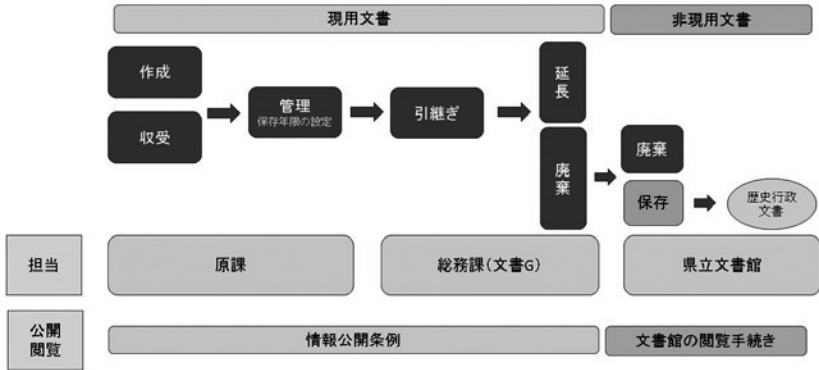 現用文書
非現用文書
作成
収受
管理
保存年限の設定
引継ぎ
延長
廃棄
廃棄
保存
歴史行政
文書
担当
原課
総務課(文書G)
県立文書館
公開
閲覧
情報公開条例
文書館の閲覧手続き